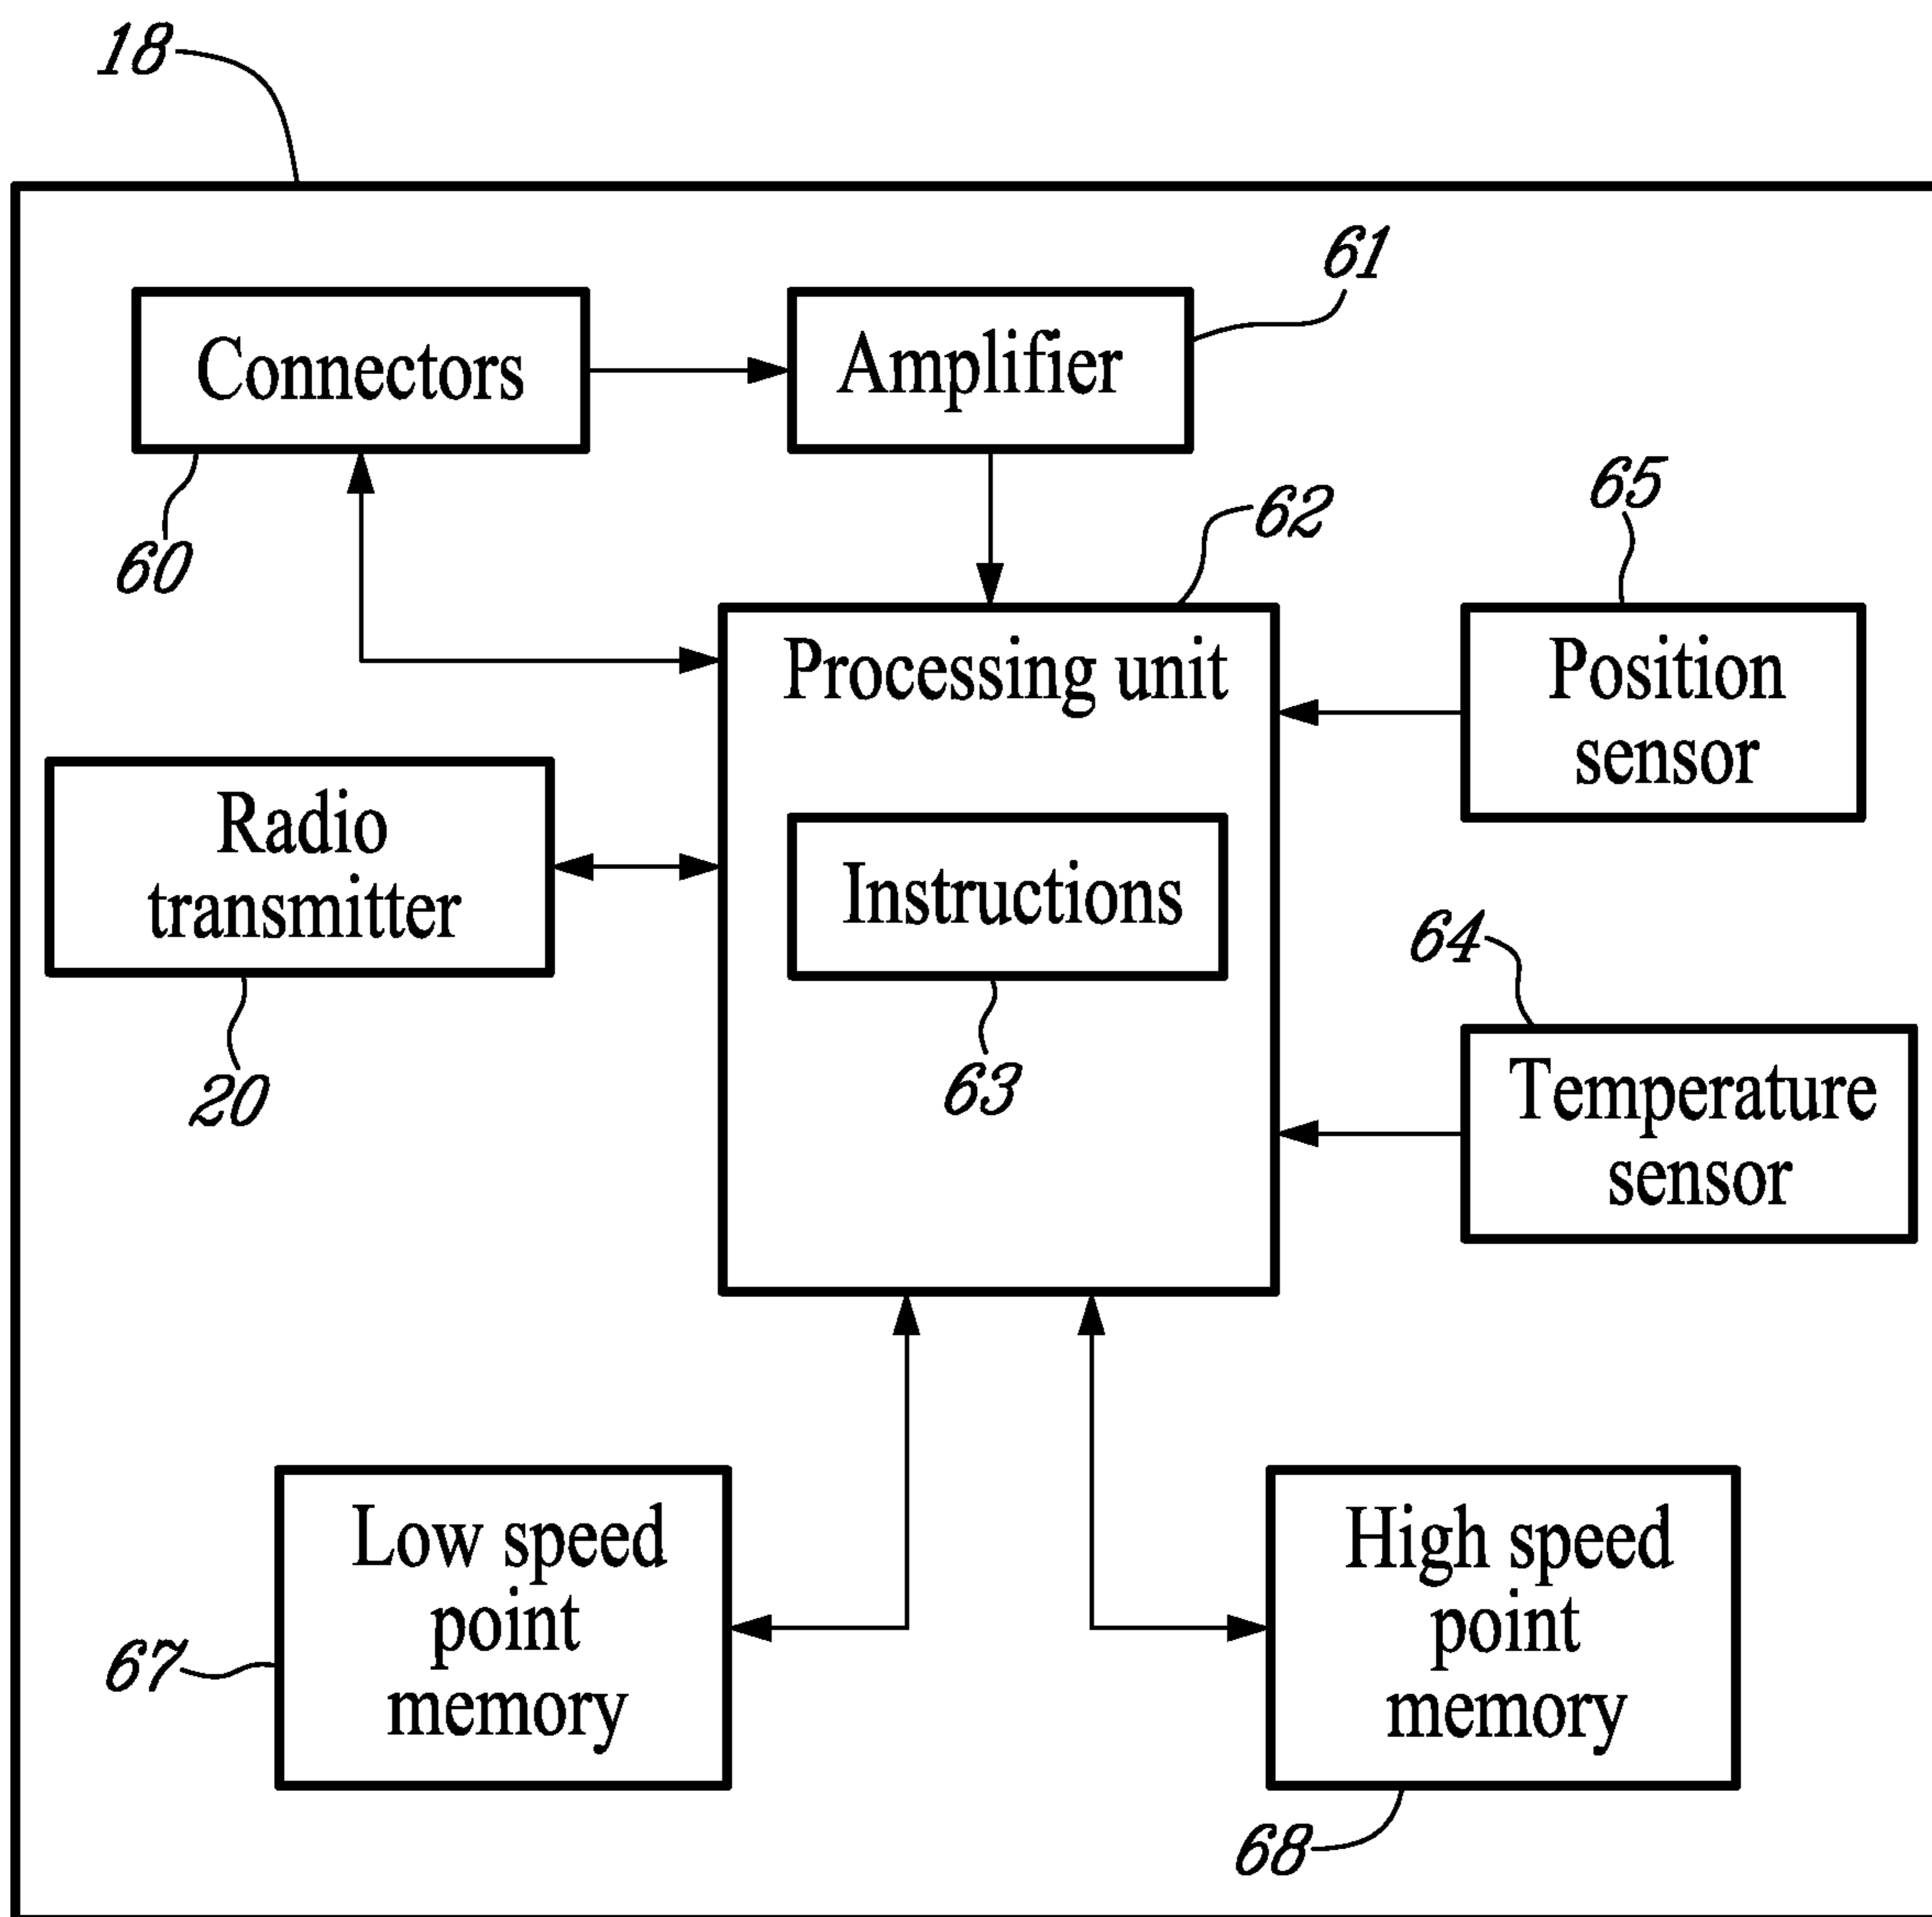 18
61
Connectors
Amplifier
60
62
65
Processing unit
Position
sensor
Radio
transmitter
20
Instructions
63
64
Temperature
sensor
Low speed
point
memory
67
High speed
point
memory
68